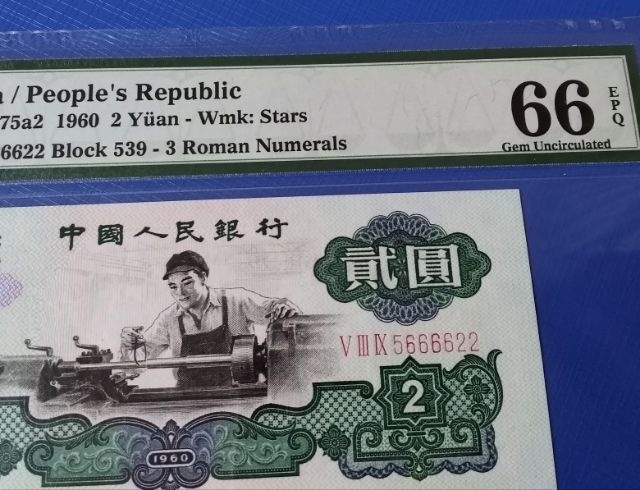 / People's Republic
75a2 1960 2 Yüan - Wmk: Stars
6622 Block 539 - 3 Roman Numerals
66 EPQ
Gem Uncirculated
中國人民銀行
貳圓
V III IX 5666622
2
1960